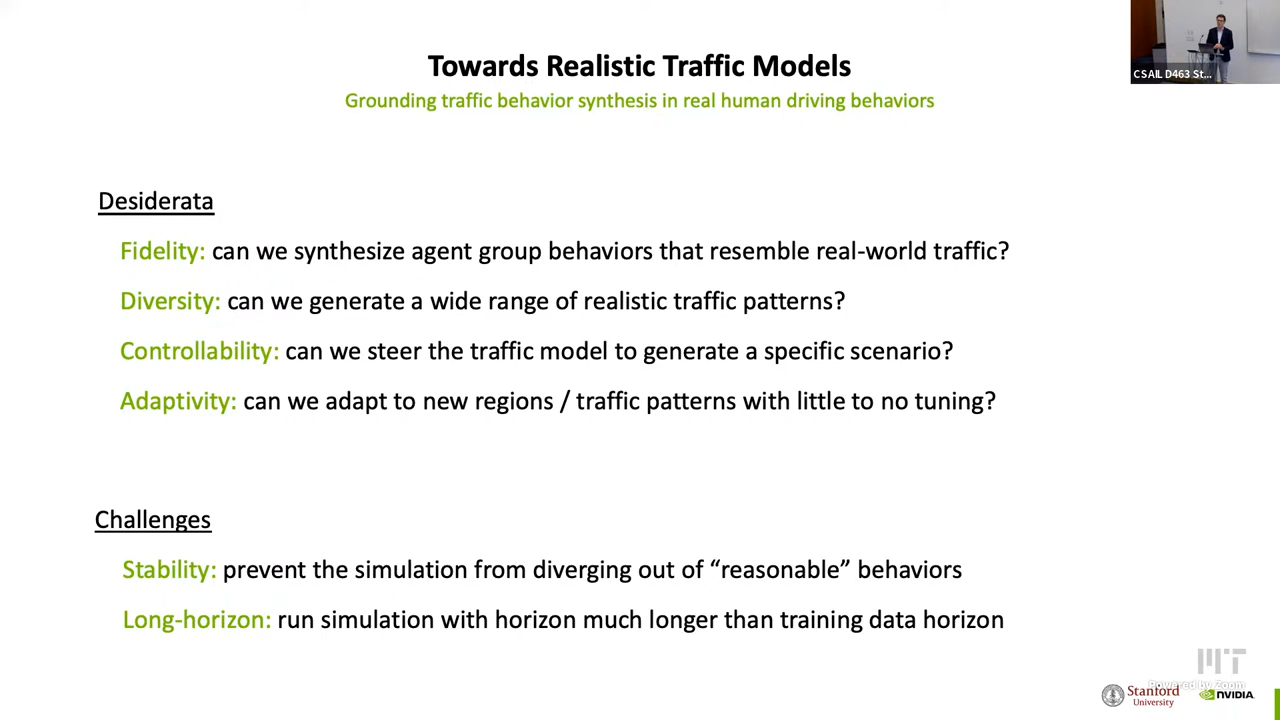 Towards Realistic Traffic Models
Grounding traffic behavior synthesis in real human driving behaviors
CSAIL D463 St...
Desiderata
Fidelity: can we synthesize agent group behaviors that resemble real-world traffic?
Diversity: can we generate a wide range of realistic traffic patterns?
Controllability: can we steer the traffic model to generate a specific scenario?
Adaptivity: can we adapt to new regions / traffic patterns with little to no tuning?
Challenges
Stability: prevent the simulation from diverging out of “reasonable” behaviors
Long-horizon: run simulation with horizon much longer than training data horizon
MIT
Powered by Zoom
Stanford
University
NVIDIA